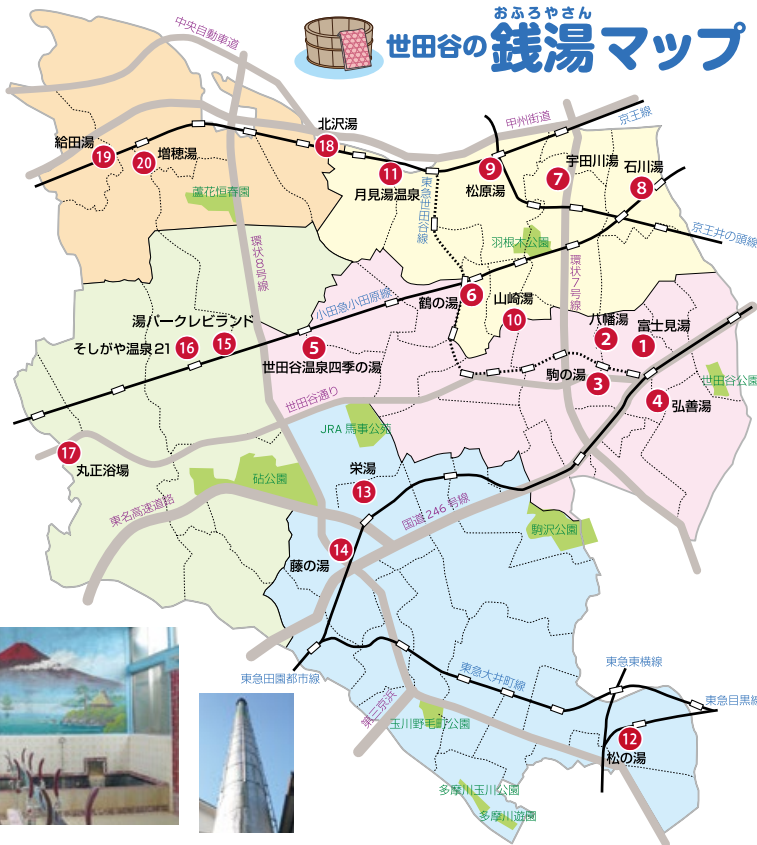 おふろやさん
世田谷の銭湯マップ
中央自動車道
北沢湯
18
甲州街道
京王線
給田湯
19
20
増穂湯
11
月見湯温泉
9
松原湯
宇田川湯
7
石川湯
8
蘆花恒春園
東急世田谷線
羽根木公園
京王井の頭線
環状8号線
環状7号線
小田急小田原線
鶴の湯
6
山崎湯
10
湯パークレビランド
15
そしがや温泉21
16
5
世田谷温泉四季の湯
八幡湯
2
富士見湯
1
駒の湯
3
世田谷公園
4
弘善湯
世田谷通り
JRA 馬事公苑
17
丸正浴場
栄湯
13
砧公園
東名高速道路
国道246号線
駒沢公園
14
藤の湯
東急田園都市線
東急大井町線
東急東横線
東急目黒線
第三京浜
玉川野毛町公園
12
松の湯
多摩川玉川公園
多摩川遊園